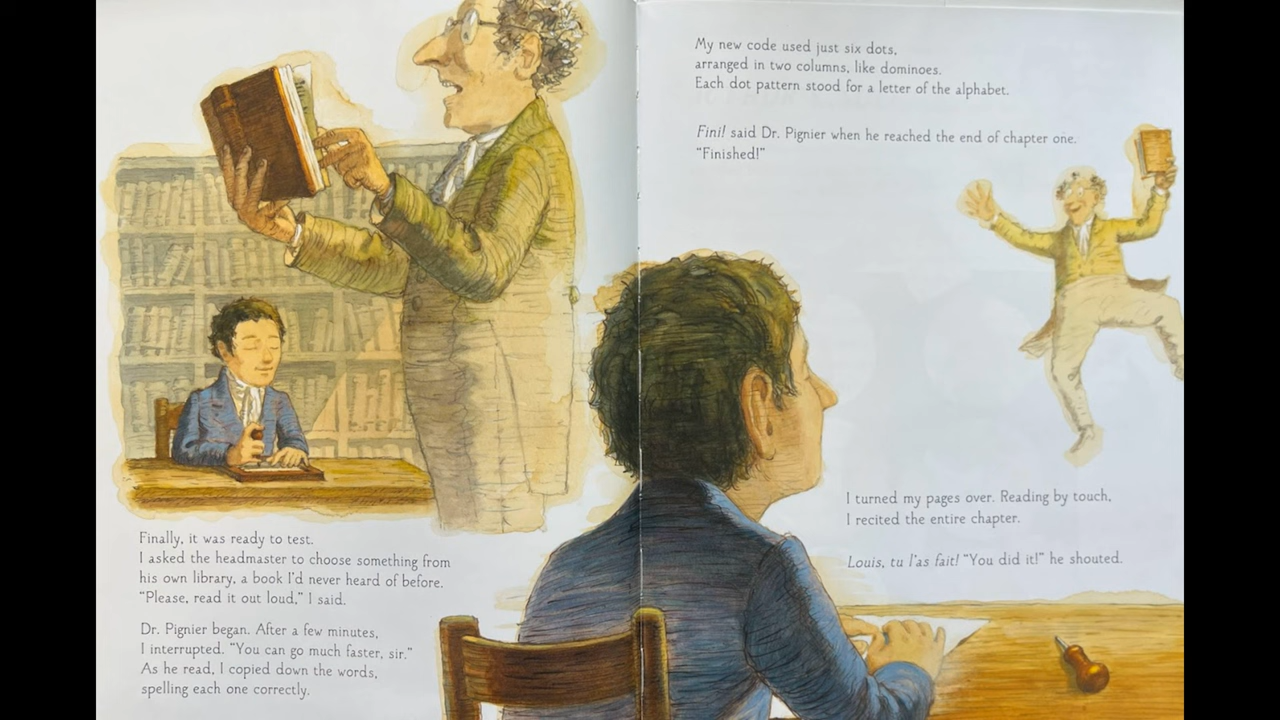 Finally, it was ready to test.
I asked the headmaster to choose something from
his own library, a book I'd never heard of before.
"Please, read it out loud," I said.
Dr. Pignier began. After a few minutes,
I interrupted. "You can go much faster, sir."
As he read, I copied down the words,
spelling each one correctly.
My new code used just six dots,
arranged in two columns, like dominoes.
Each dot pattern stood for a letter of the alphabet.
Fini! said Dr. Pignier when he reached the end of chapter one.
"Finished!"
I turned my pages over. Reading by touch,
I recited the entire chapter.
Louis, tu l'as fait! "You did it!" he shouted.